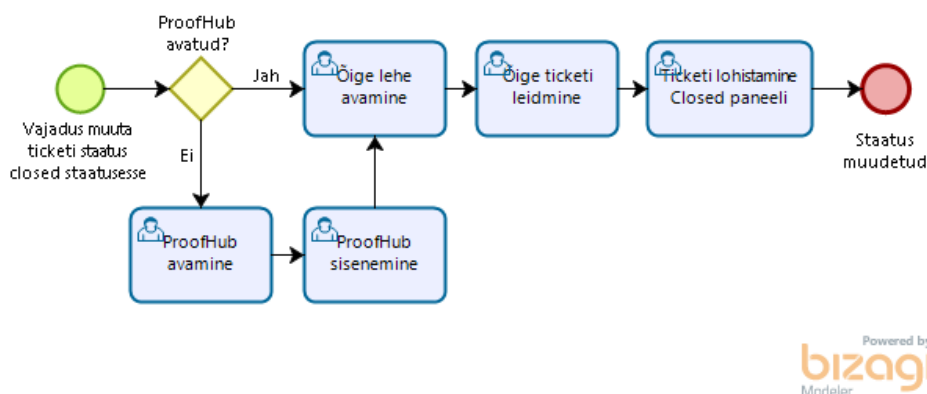 ProofHub
avatud?
Jah
Ei
Vajadus muuta
ticketi staatus
closed staatusesse
Õige lehe
avamine
Õige ticketi
leidmine
Ticketi lohistamine
Closed paneeli
Staatus
muudetud
ProofHub
avamine
ProofHub
sisenemine
Powered by
bizagi
Modeler